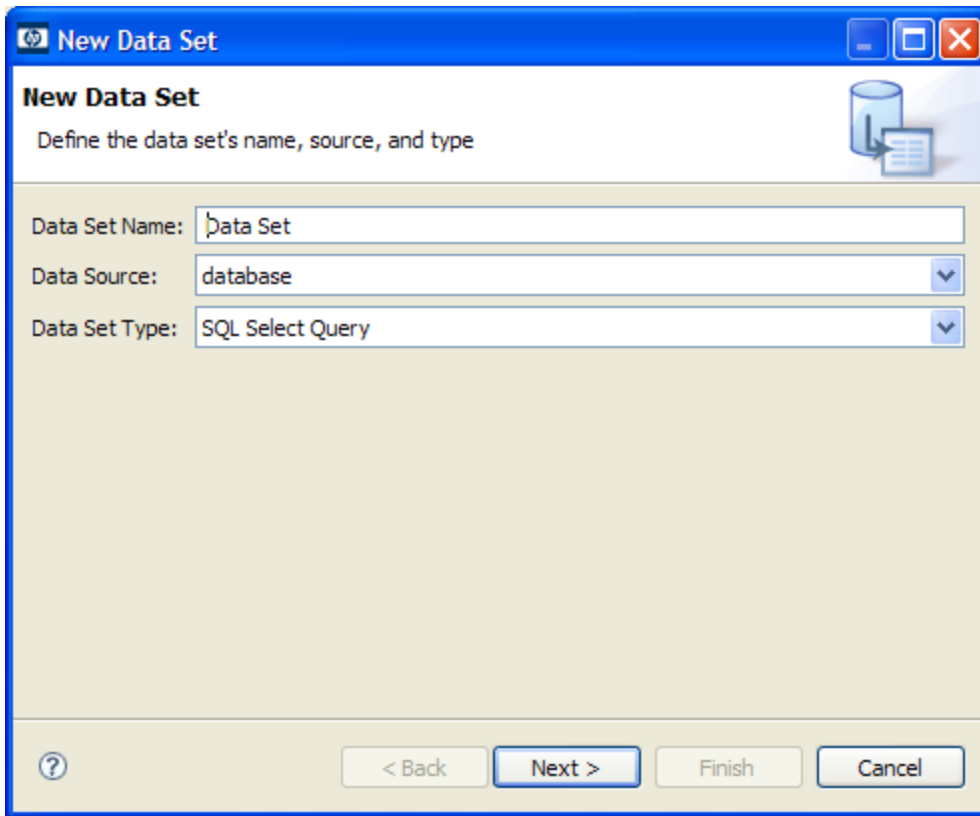 New Data Set
New Data Set
Define the data set's name, source, and type
Data Set Name: Data Set
Data Source: database
Data Set Type: SQL Select Query
? < Back Next > Finish Cancel